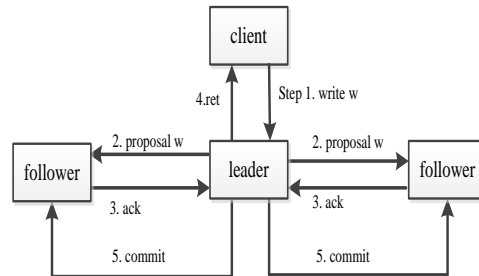 client
4.ret
Step 1. write w
2. proposal w
2. proposal w
follower
leader
follower
3. ack
3. ack
5. commit
5. commit